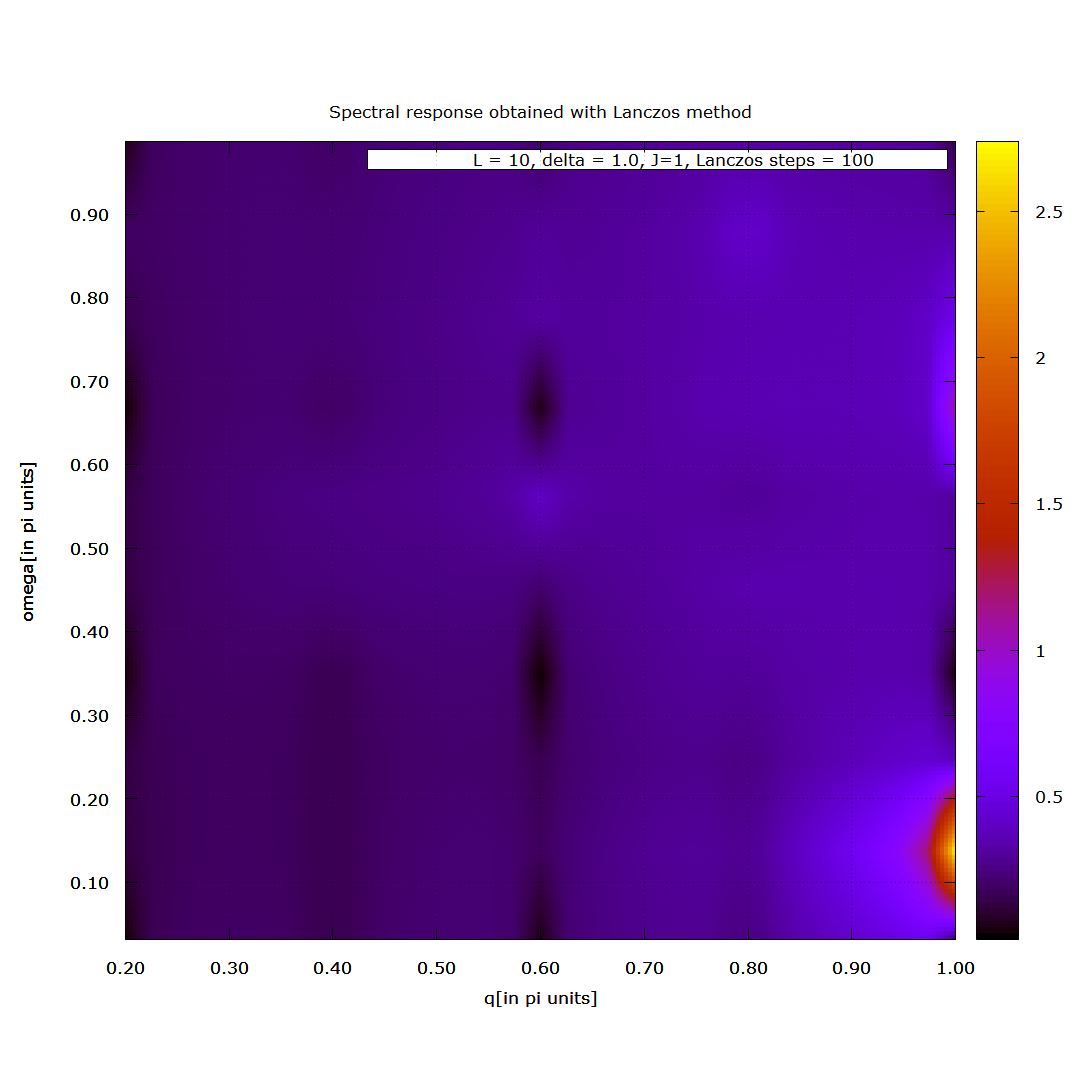 Spectral response obtained with Lanczos method
L = 10, delta = 1.0, J=1, Lanczos steps = 100
omega[in pi units]
0.90
0.80
0.70
0.60
0.50
0.40
0.30
0.20
0.10
0.20 0.30 0.40 0.50 0.60 0.70 0.80 0.90 1.00
q[in pi units]
2.5
2
1.5
1
0.5